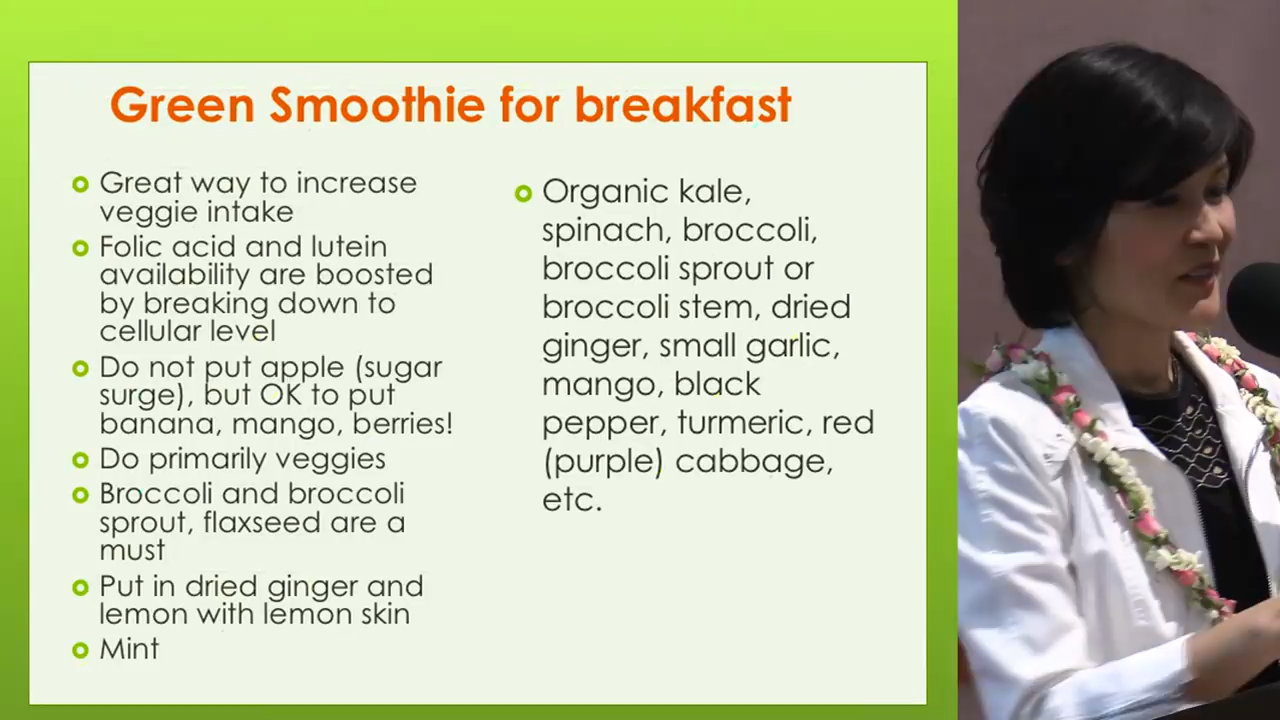 Green Smoothie for breakfast
Great way to increase
veggie intake
Folic acid and lutein
availability are boosted
by breaking down to
cellular level
Do not put apple (sugar
surge), but OK to put
banana, mango, berries!
Do primarily veggies
Broccoli and broccoli
sprout, flaxseed are a
must
Put in dried ginger and
lemon with lemon skin
Mint
Organic kale,
spinach, broccoli,
broccoli sprout or
broccoli stem, dried
ginger, small garlic,
mango, black
pepper, turmeric, red
(purple) cabbage,
etc.